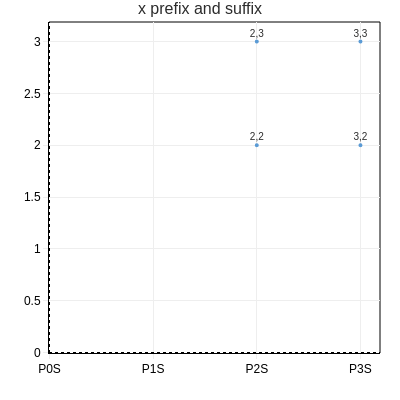 x prefix and suffix
3
2,3
3,3
2.5
2
2,2
3,2
1.5
1
0.5
0
P0S
P1S
P2S
P3S